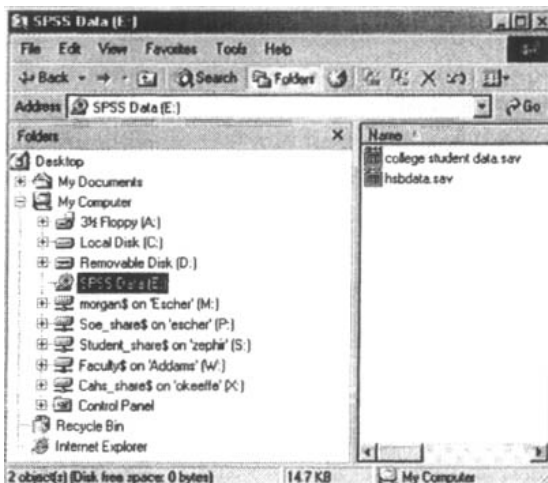 SPSS Data (E:)
File Edit View Favorites Tools Help
Back Search Folders
Address SPSS Data (E:) Go
Folders
Desktop
My Documents
My Computer
3½ Floppy (A:)
Local Disk (C:)
Removable Disk (D:)
SPSS Data (E:)
morgan$ on 'Escher' (M:)
Soe_share$ on 'escher' (P:)
Student_share$ on 'zephir' (S:)
Faculty$ on 'Addams' (W:)
Cahs_share$ on 'okeeffe' (X:)
Control Panel
Recycle Bin
Internet Explorer
Name
college student data.sav
hsbdata.sav
2 object(s) (Disk free space: 0 bytes) 14.7 KB My Computer